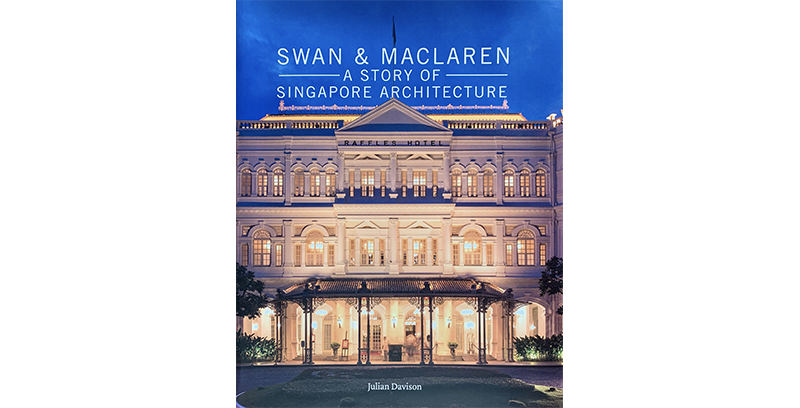 SWAN & MACLAREN
A STORY OF
SINGAPORE ARCHITECTURE
RAFFLES HOTEL
Julian Davison